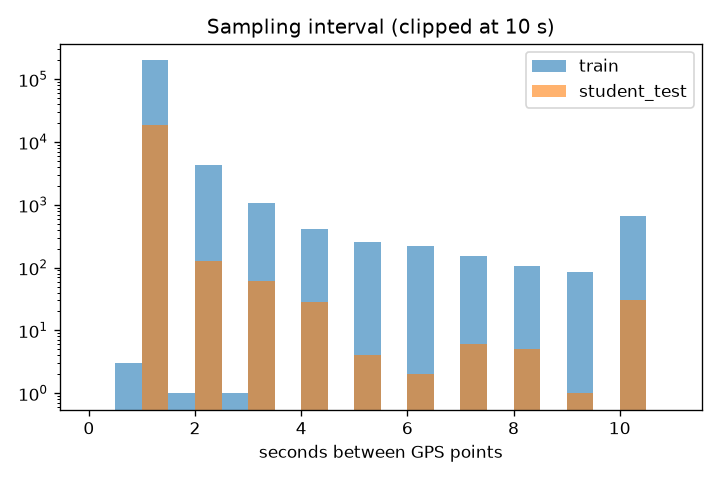 Sampling interval (clipped at 10 s)
train
student_test
10^5
10^4
10^3
10^2
10^1
10^0
0 2 4 6 8 10
seconds between GPS points